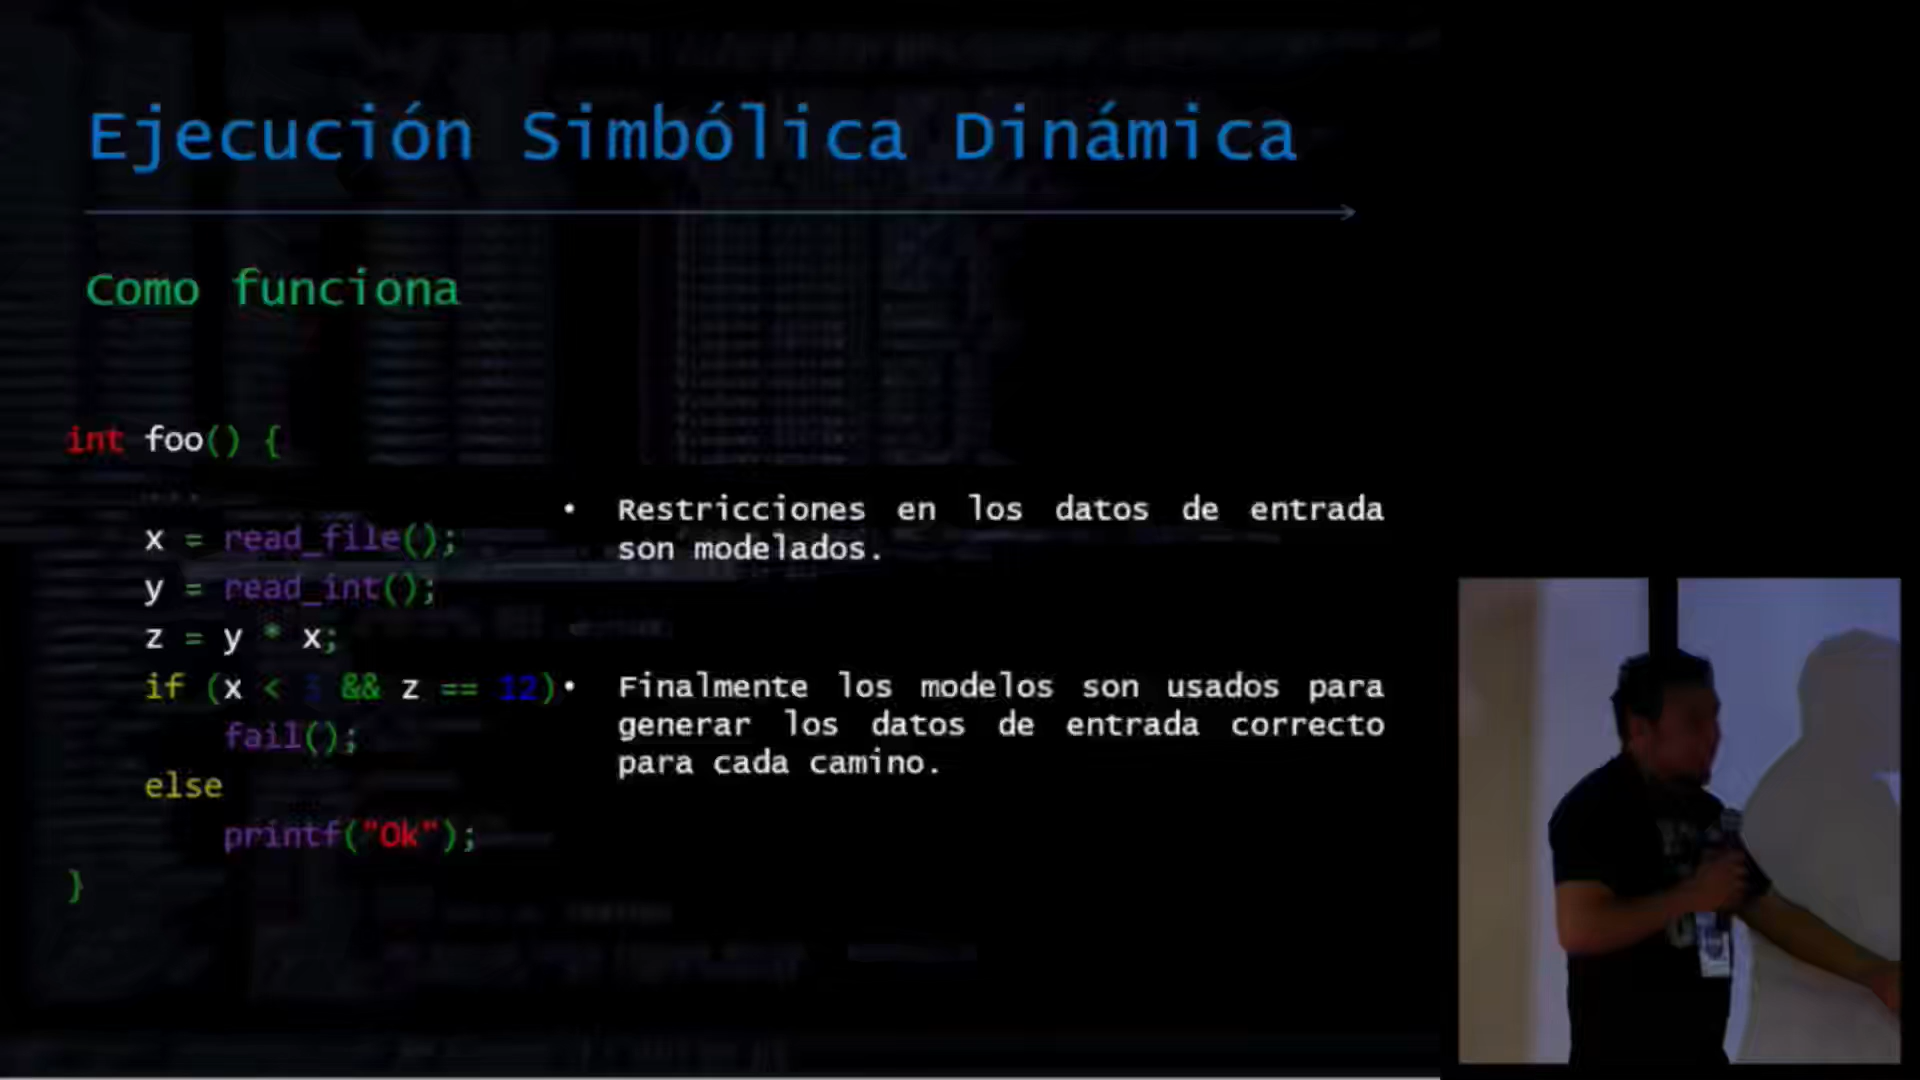 Ejecución Simbólica Dinámica
Como funciona
int foo() {
...
x = read_file();
y = read_int();
z = y * x;
if (x < && z == 12)
fail();
else
printf("Ok");
}
• Restricciones en los datos de entrada
son modelados.
• Finalmente los modelos son usados para
generar los datos de entrada correcto
para cada camino.